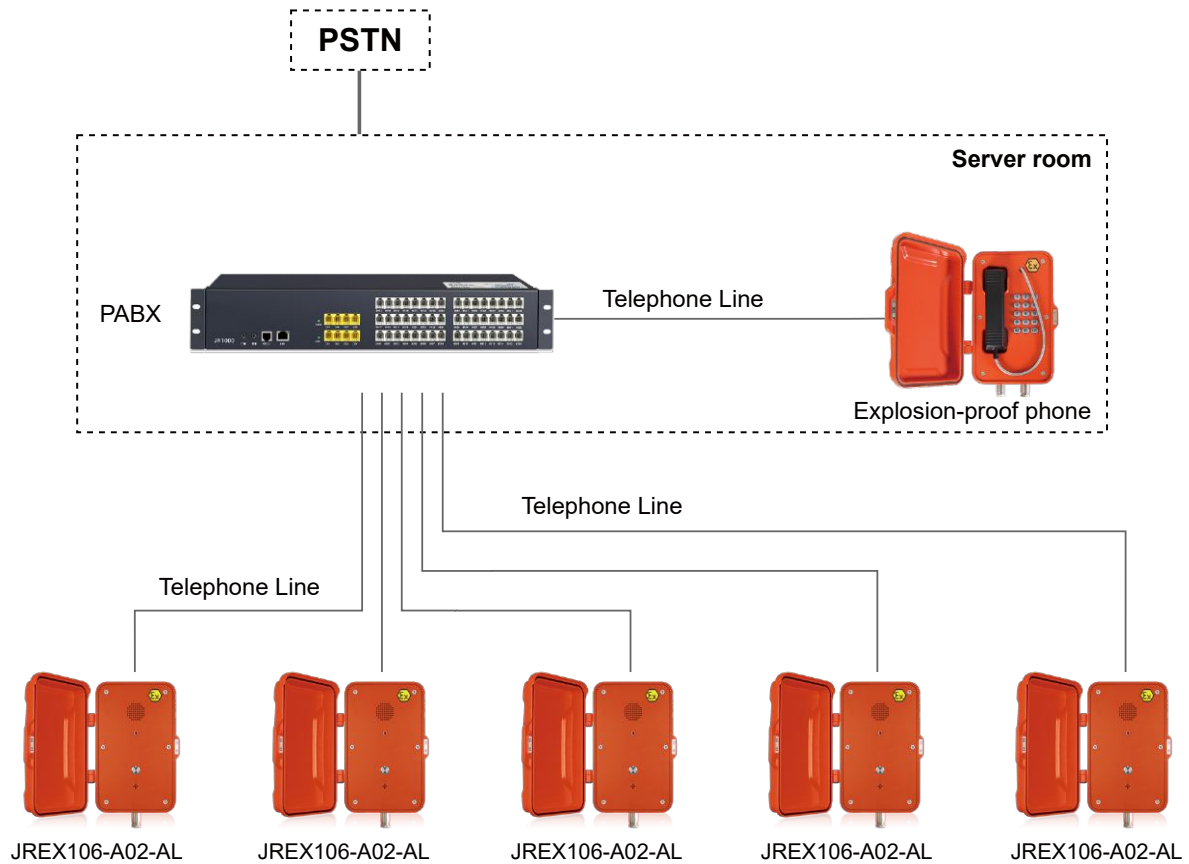 PSTN
Server room
PABX
JR1000
Telephone Line
Explosion-proof phone
Telephone Line
Telephone Line
JREX106-A02-AL
JREX106-A02-AL
JREX106-A02-AL
JREX106-A02-AL
JREX106-A02-AL